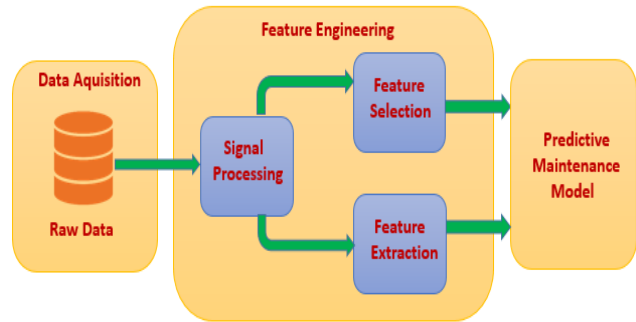 Data Aquisition
Raw Data
Feature Engineering
Signal
Processing
Feature
Selection
Feature
Extraction
Predictive
Maintenance
Model